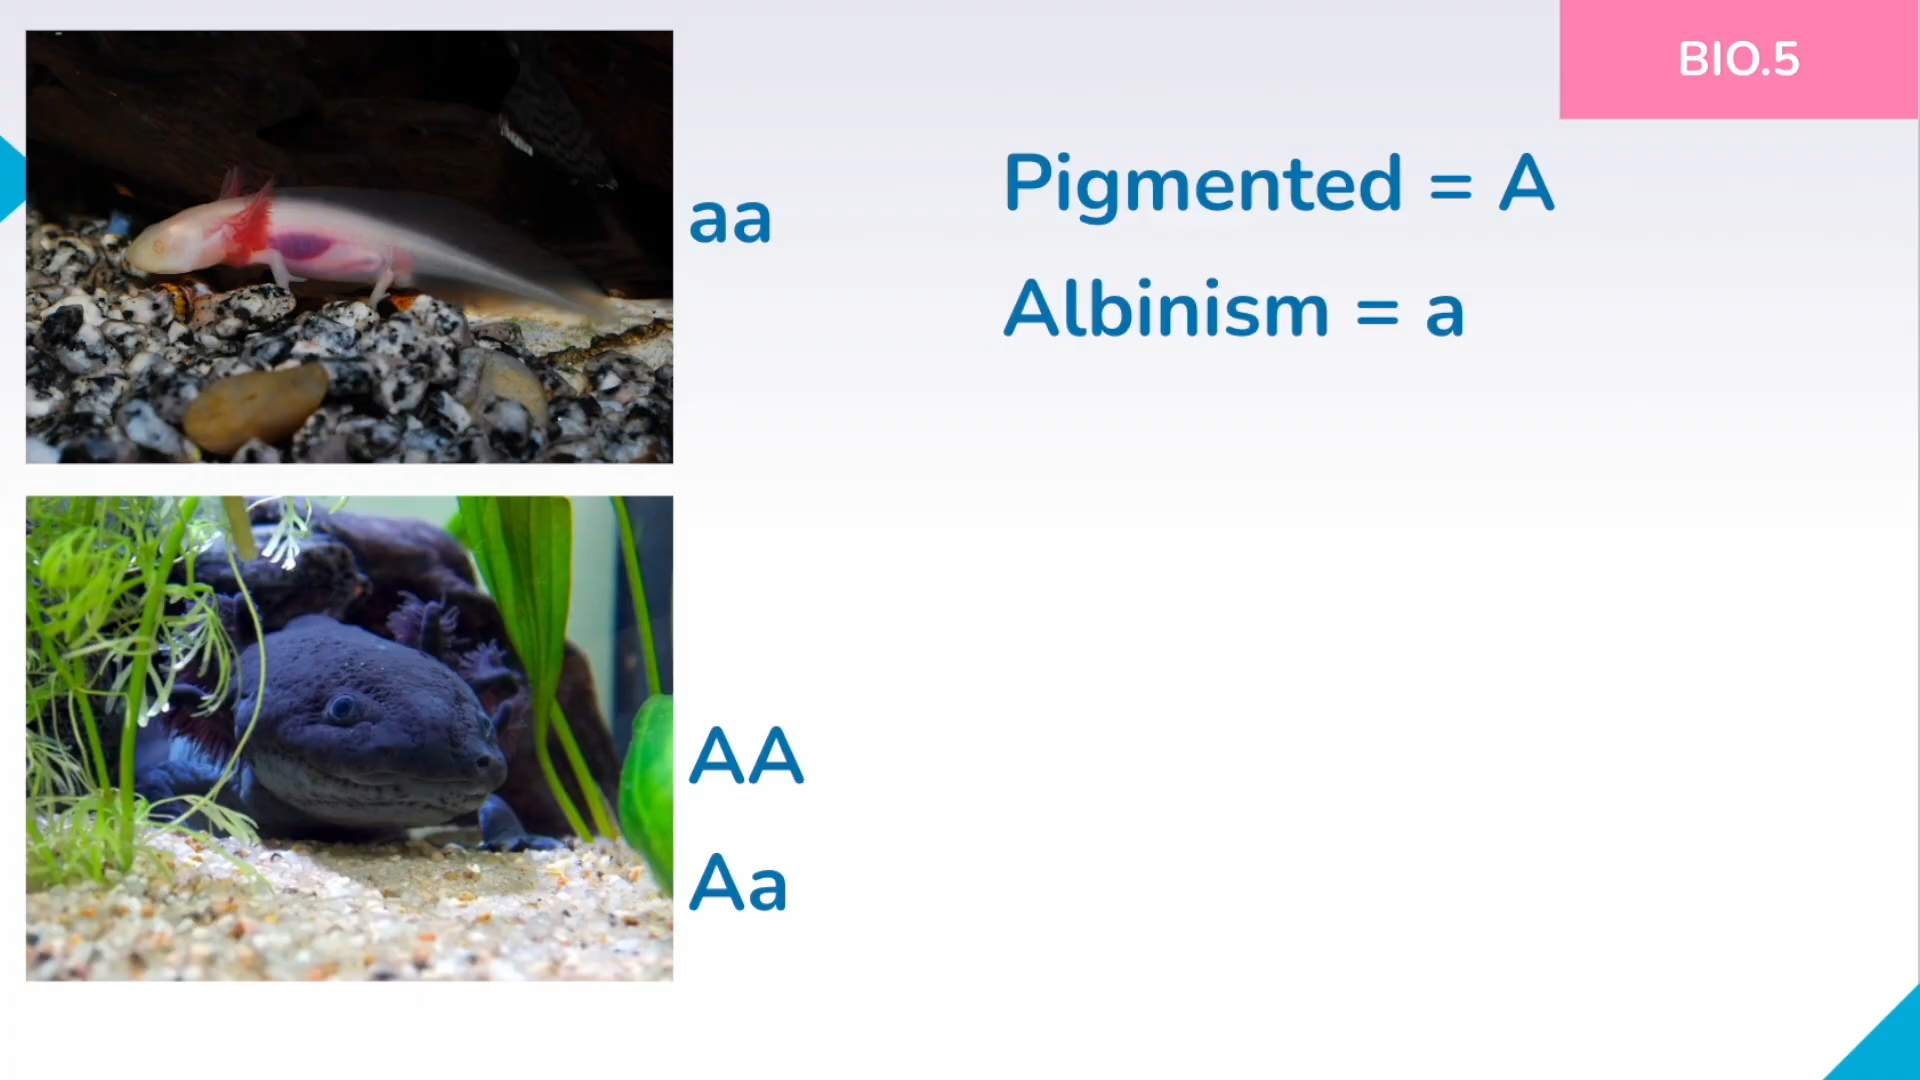 BIO.5
aa
Pigmented = A
Albinism = a
AA
Aa